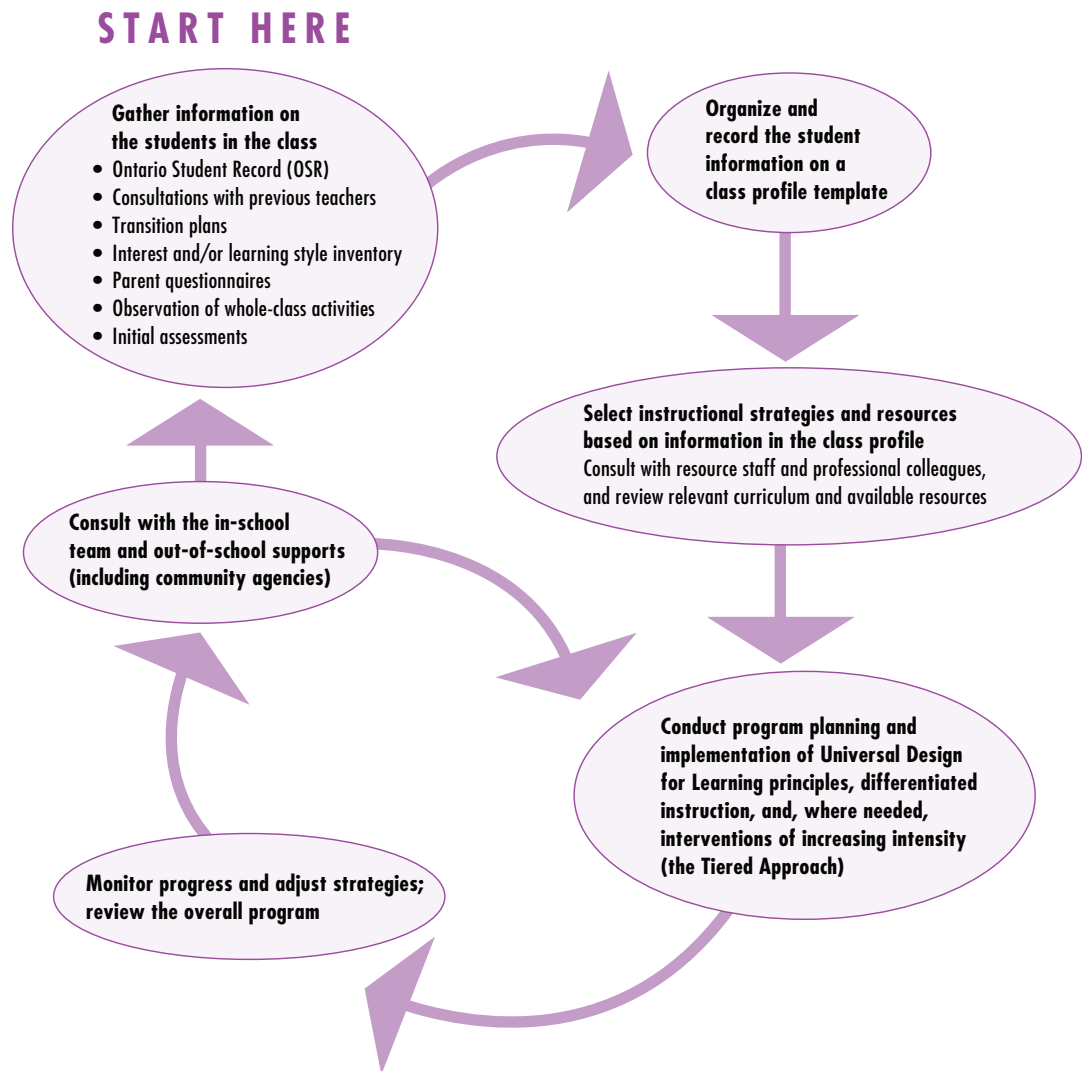 START HERE
Gather information on
the students in the class
• Ontario Student Record (OSR)
• Consultations with previous teachers
• Transition plans
• Interest and/or learning style inventory
• Parent questionnaires
• Observation of whole-class activities
• Initial assessments
Organize and
record the student
information on a
class profile template
Select instructional strategies and resources
based on information in the class profile
Consult with resource staff and professional colleagues,
and review relevant curriculum and available resources
Conduct program planning and
implementation of Universal Design
for Learning principles, differentiated
instruction, and, where needed,
interventions of increasing intensity
(the Tiered Approach)
Monitor progress and adjust strategies;
review the overall program
Consult with the in-school
team and out-of-school supports
(including community agencies)